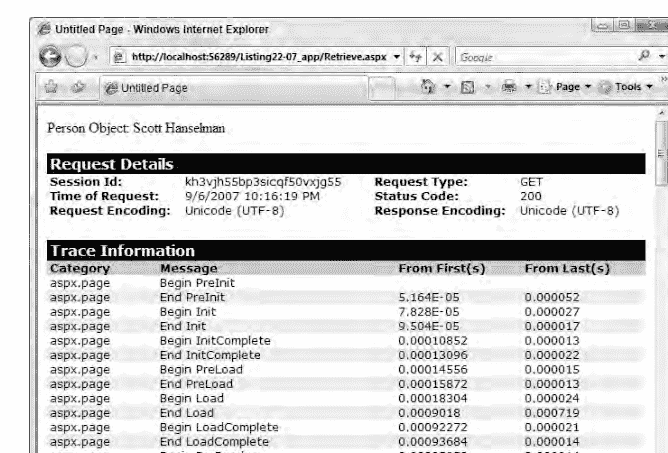 Untitled Page - Windows Internet Explorer
http://localhost:56289/Listing22-07_app/Retrieve.aspx
Google
Untitled Page
Page
Tools
Person Object: Scott Hanselman
Request Details
Session Id: kh3vjh55bp3sicqf50vxjg55 Request Type: GET
Time of Request: 9/6/2007 10:16:19 PM Status Code: 200
Request Encoding: Unicode (UTF-8) Response Encoding: Unicode (UTF-8)
Trace Information
Category Message From First(s) From Last(s)
aspx.page Begin PreInit
aspx.page End PreInit 5.164E-05 0.000052
aspx.page Begin Init 7.828E-05 0.000027
aspx.page End Init 9.504E-05 0.000017
aspx.page Begin InitComplete 0.00010852 0.000013
aspx.page End InitComplete 0.00013096 0.000022
aspx.page Begin PreLoad 0.00014556 0.000015
aspx.page End PreLoad 0.00015872 0.000013
aspx.page Begin Load 0.00018304 0.000024
aspx.page End Load 0.0009018 0.000719
aspx.page Begin LoadComplete 0.00092272 0.000021
aspx.page End LoadComplete 0.00093684 0.000014